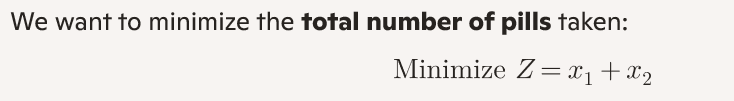 We want to minimize the total number of pills taken:
Minimize Z = x₁ + x₂